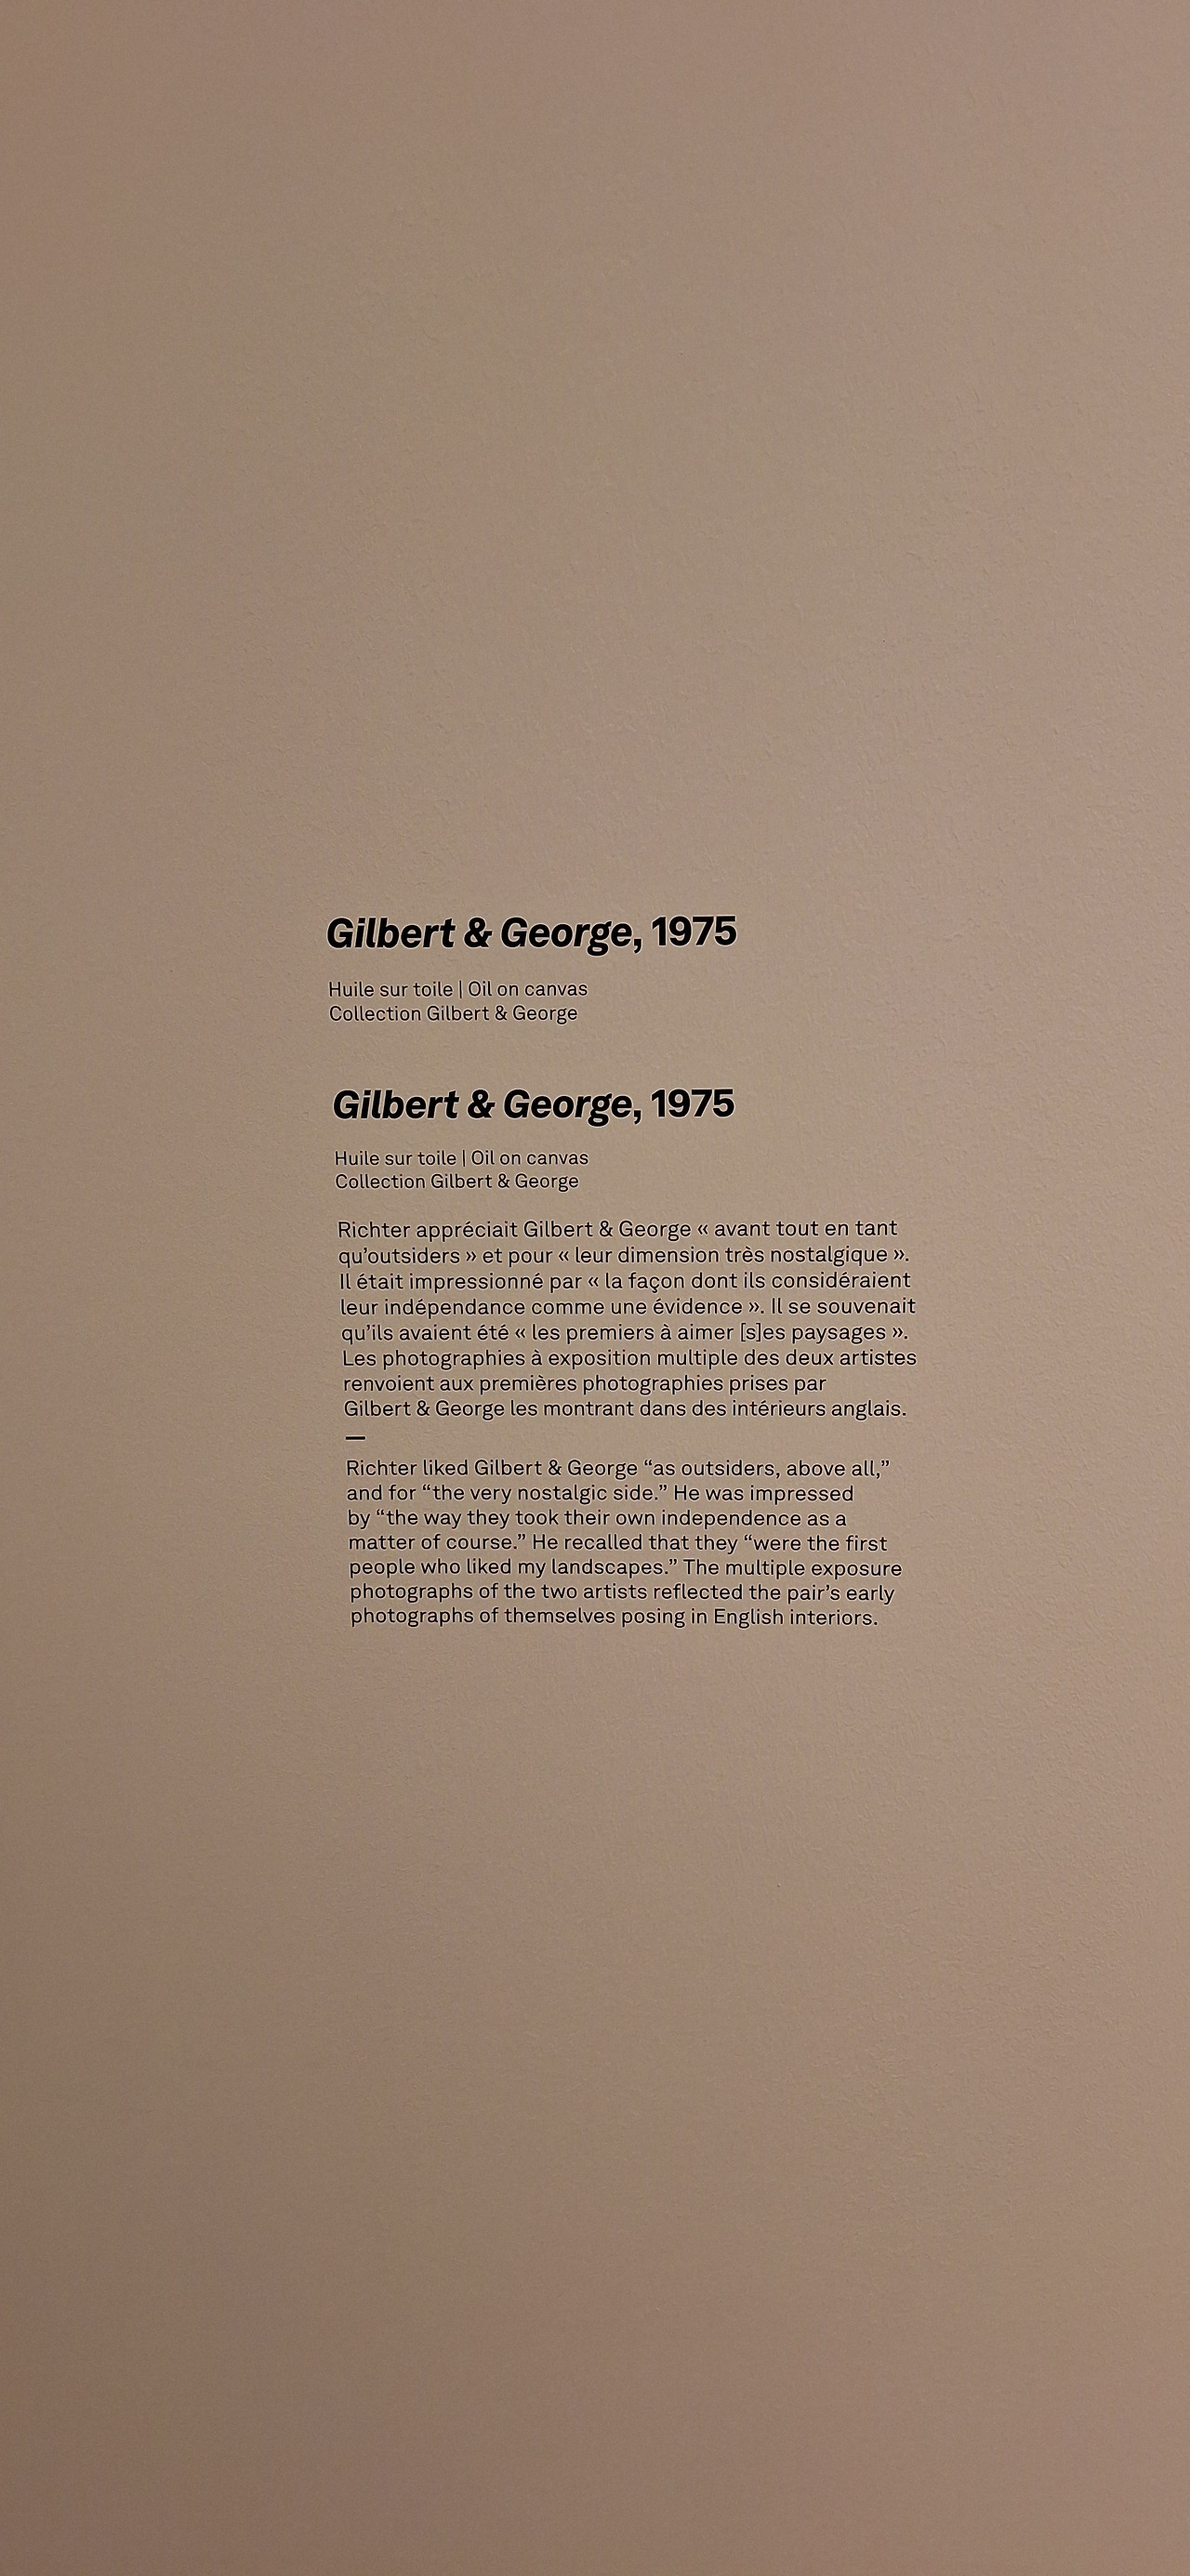 Gilbert & George, 1975
Huile sur toile | Oil on canvas
Collection Gilbert & George
Gilbert & George, 1975
Huile sur toile | Oil on canvas
Collection Gilbert & George
Richter appréciait Gilbert & George « avant tout en tant
qu’outsiders » et pour « leur dimension très nostalgique ».
Il était impressionné par « la façon dont ils considéraient
leur indépendance comme une évidence ». Il se souvenait
qu’ils avaient été « les premiers à aimer [s]es paysages ».
Les photographies à exposition multiple des deux artistes
renvoient aux premières photographies prises par
Gilbert & George les montrant dans des intérieurs anglais.
—
Richter liked Gilbert & George “as outsiders, above all,”
and for “the very nostalgic side.” He was impressed
by “the way they took their own independence as a
matter of course.” He recalled that they “were the first
people who liked my landscapes.” The multiple exposure
photographs of the two artists reflected the pair’s early
photographs of themselves posing in English interiors.